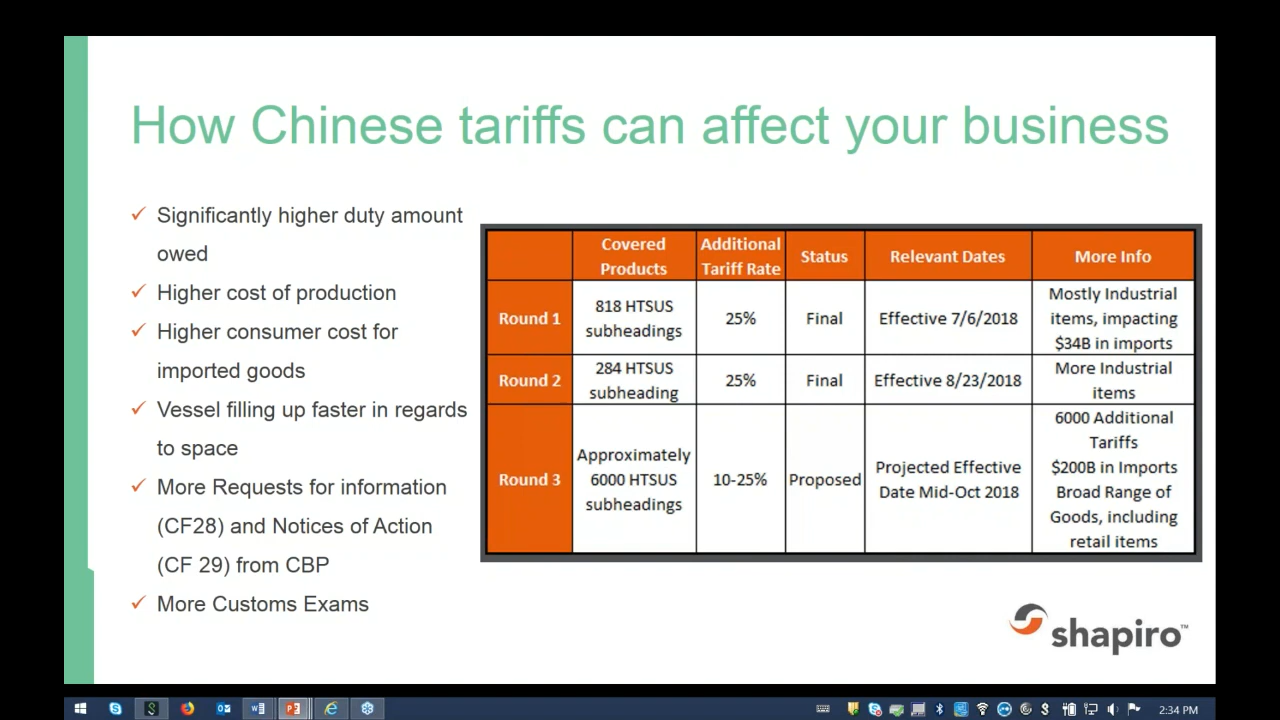 How Chinese tariffs can affect your business
✓ Significantly higher duty amount
owed
✓ Higher cost of production
✓ Higher consumer cost for
imported goods
✓ Vessel filling up faster in regards
to space
✓ More Requests for information
(CF28) and Notices of Action
(CF 29) from CBP
✓ More Customs Exams
Covered
Products
Additional
Tariff Rate
Status
Relevant Dates
More Info
Round 1
818 HTSUS
subheadings
25%
Final
Effective 7/6/2018
Mostly Industrial
items, impacting
$34B in imports
Round 2
284 HTSUS
subheading
25%
Final
Effective 8/23/2018
More Industrial
items
Round 3
Approximately
6000 HTSUS
subheadings
10-25%
Proposed
Projected Effective
Date Mid-Oct 2018
6000 Additional
Tariffs
$200B in Imports
Broad Range of
Goods, including
retail items
shapiro™
2:34 PM